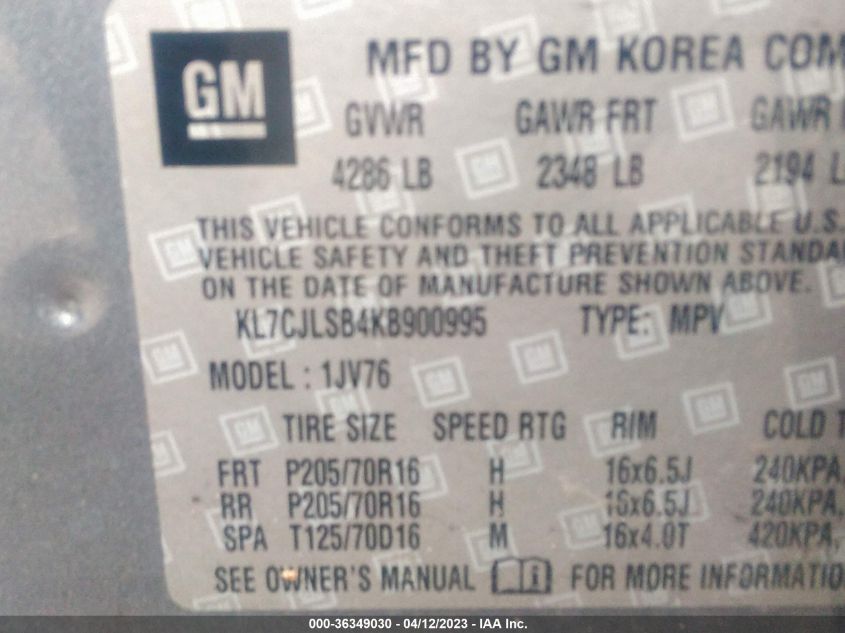 GM
MFD BY GM KOREA COM
GVWR GAWR FRT GAWR
4286 LB 2348 LB 2194 L
THIS VEHICLE CONFORMS TO ALL APPLICABLE U.S.
VEHICLE SAFETY AND THEFT PREVENTION STANDA
ON THE DATE OF MANUFACTURE SHOWN ABOVE.
KL7CJLSB4KB900995 TYPE: MPV
MODEL : 1JV76
TIRE SIZE SPEED RTG RIM COLD T
FRT P205/70R16 H 16x6.5J 240KPA,
RR P205/70R16 H 16x6.5J 240KPA,
SPA T125/70D16 M 16x4.0T 420KPA,
SEE OWNER'S MANUAL FOR MORE INFORMATIO
000-36349030 - 04/12/2023 - IAA Inc.